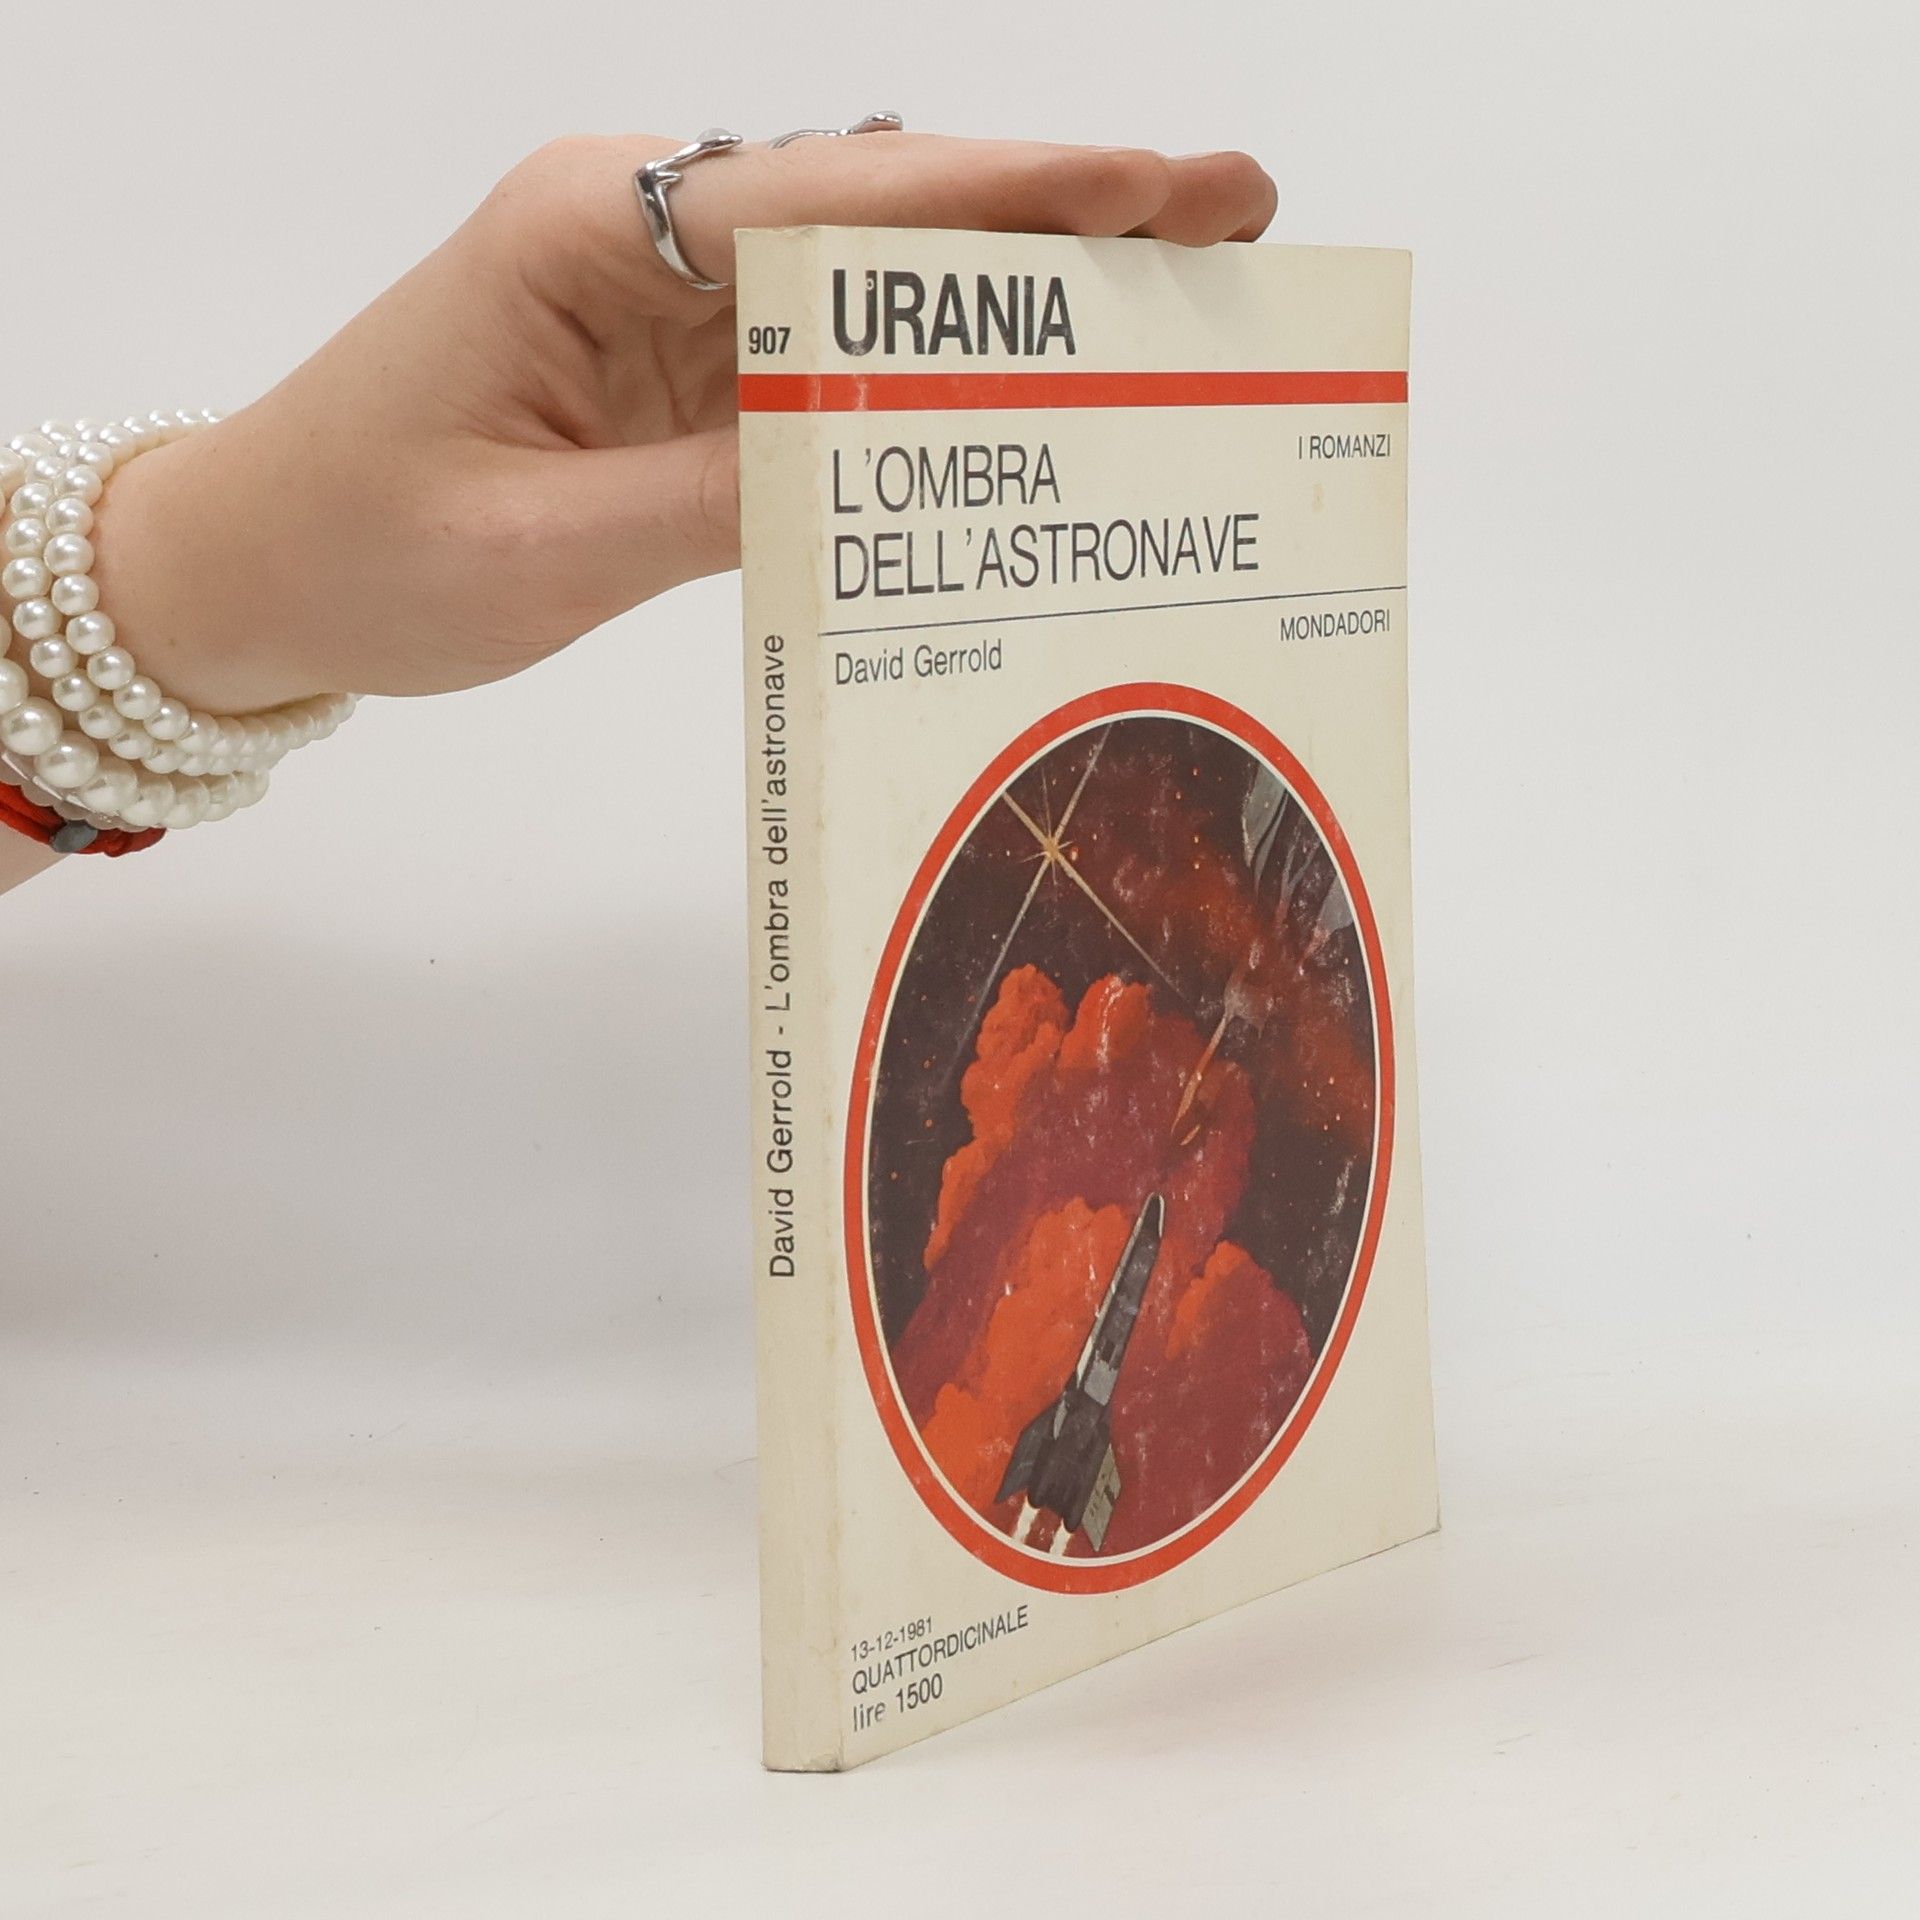 907
URANIA
I ROMANZI
L'OMBRA
DELL'ASTRONAVE
MONDADORI
David Gerrold
David Gerrold - L'ombra dell'astronave
13-12-1981
QUATTORDICINALE
lire 1500